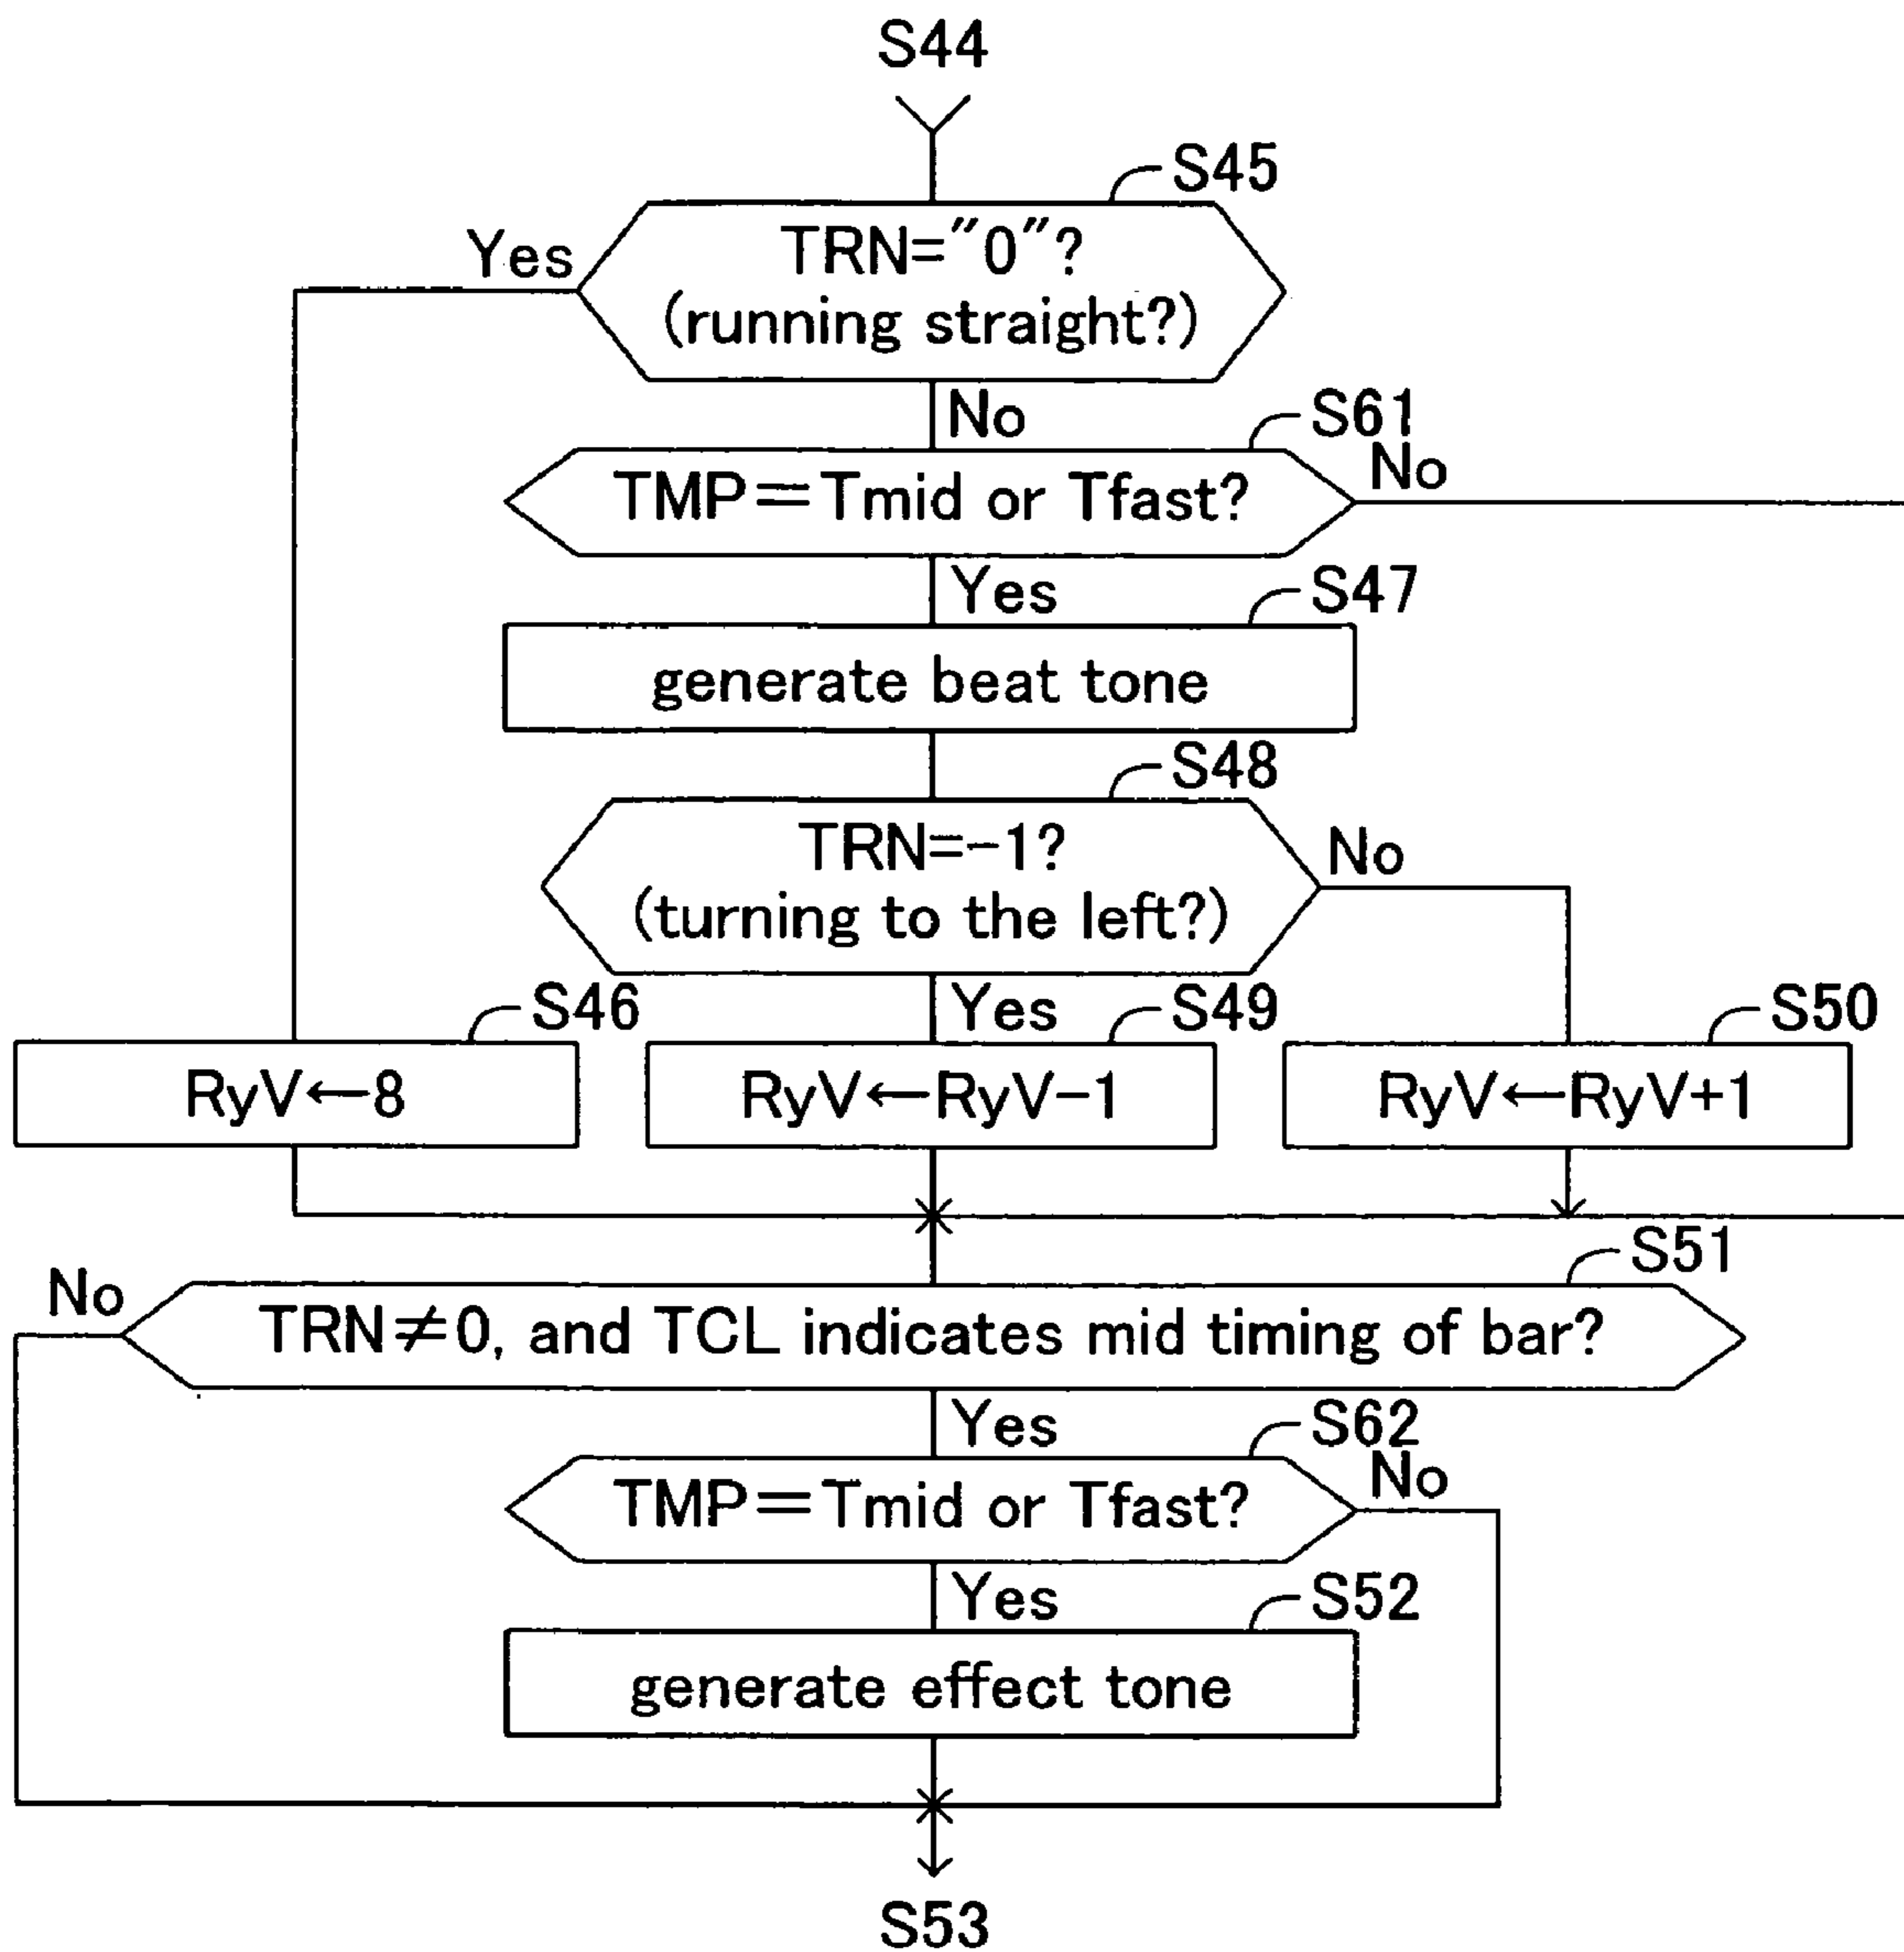 S44
S45
Yes
TRN="0"?
(running straight?)
No
S61
TMP=Tmid or Tfast?
No
Yes
S47
generate beat tone
S48
TRN=-1?
(turning to the left?)
No
S46
Yes
S49
S50
RyV←8
RyV←RyV-1
RyV←RyV+1
S51
No
TRN≠0, and TCL indicates mid timing of bar?
Yes
S62
TMP=Tmid or Tfast?
No
Yes
S52
generate effect tone
S53